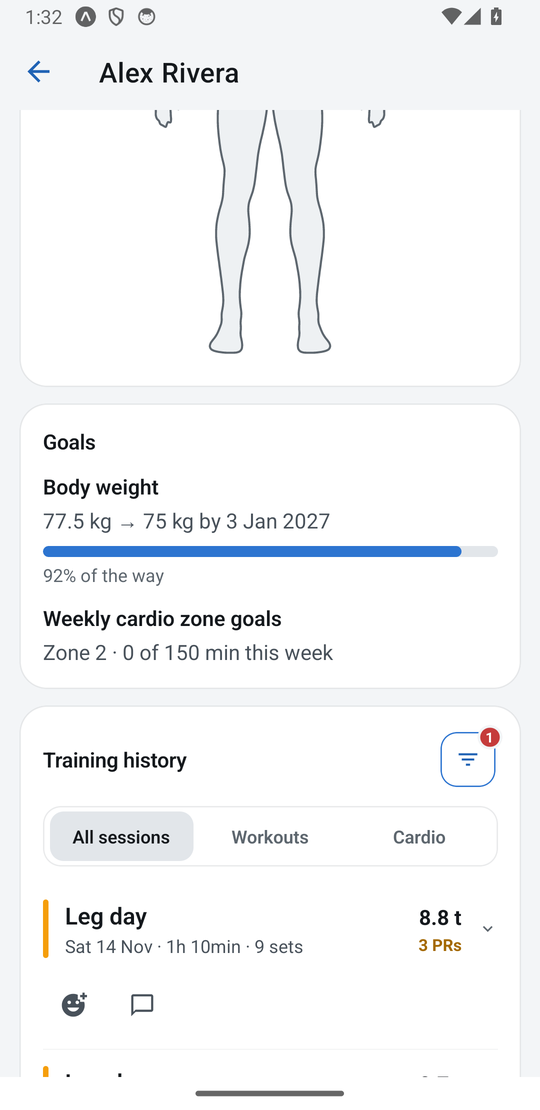 1:32
Alex Rivera
Goals
Body weight
77.5 kg → 75 kg by 3 Jan 2027
92% of the way
Weekly cardio zone goals
Zone 2 · 0 of 150 min this week
Training history
1
All sessions
Workouts
Cardio
Leg day
8.8 t
Sat 14 Nov · 1h 10min · 9 sets
3 PRs